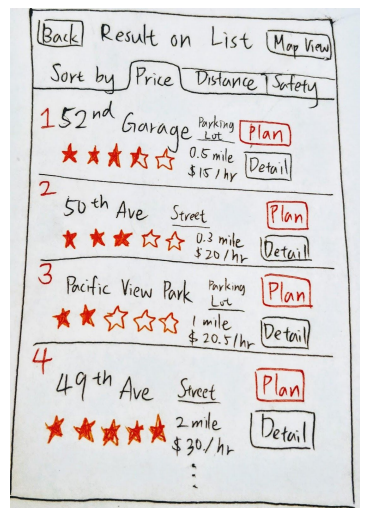 Back Result on List Map View
Sort by Price Distance Safety
1 52nd Garage Parking Lot Plan
0.5 mile
$15/hr Detail
2
50th Ave Street Plan
0.3 mile
$20/hr Detail
3
Pacific View Park Parking Lot Plan
1 mile
$20.5/hr Detail
4
49th Ave Street Plan
2 mile
$30/hr Detail